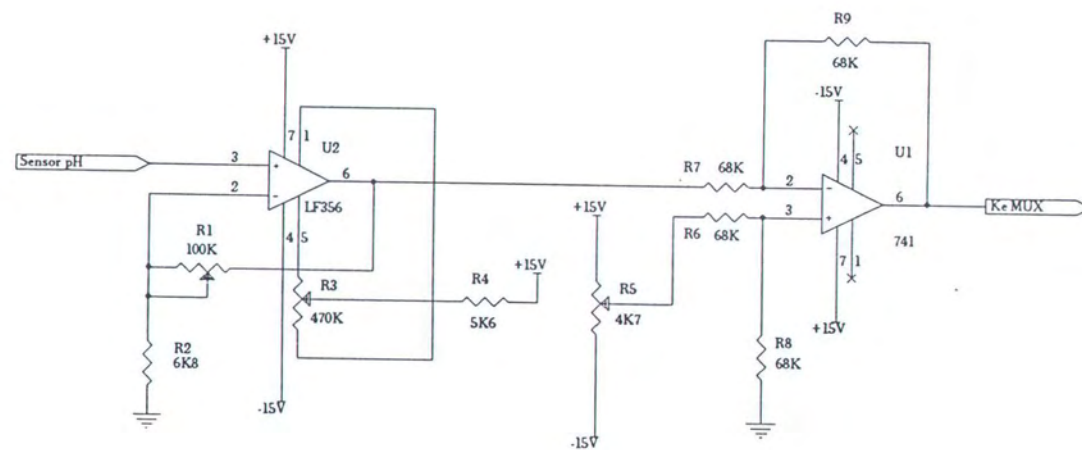 R9
68K
+15V
-15V
7 1
U2
4 5
U1
Sensor pH
3
6
R7 68K
2
2
6
Ke MUX
LF356
+15V
3
R1
100K
4 5
R6 68K
741
R3
470K
R4
5K6
+15V
R5
4K7
7 1
R2
6K8
R8
68K
+15V
-15V
-15V